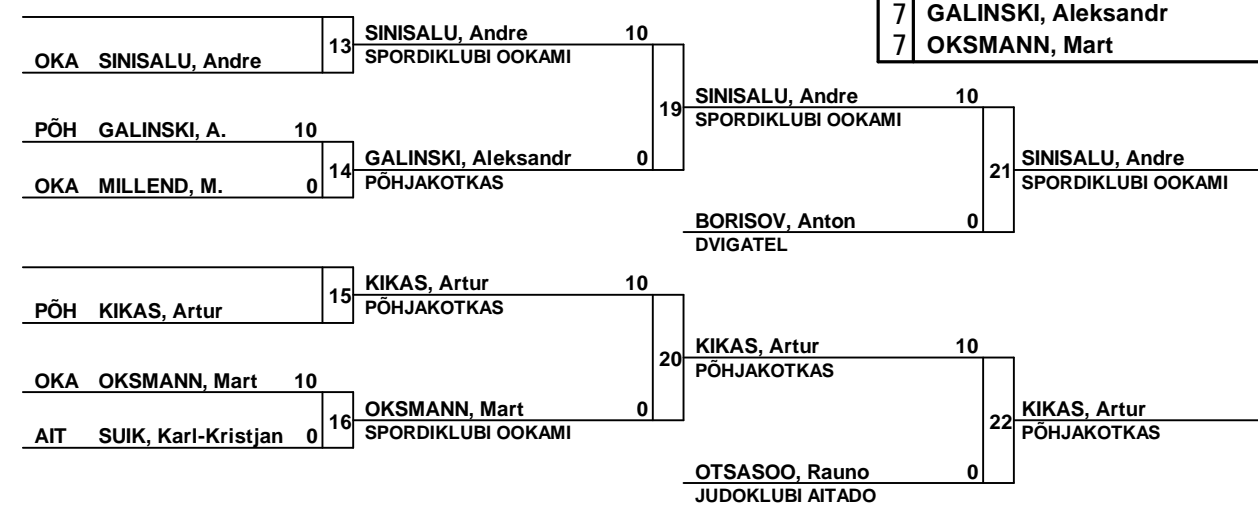 7 GALINSKI, Aleksandr
7 OKSMANN, Mart
13 SINISALU, Andre 10
SPORDIKLUBI OOKAMI
OKA SINISALU, Andre
19 SINISALU, Andre 10
SPORDIKLUBI OOKAMI
PÕH GALINSKI, A. 10
14 GALINSKI, Aleksandr 0
PÕHJAKOTKAS
OKA MILLEND, M. 0
21 SINISALU, Andre
SPORDIKLUBI OOKAMI
BORISOV, Anton 0
DVIGATEL
15 KIKAS, Artur 10
PÕHJAKOTKAS
PÕH KIKAS, Artur
20 KIKAS, Artur 10
PÕHJAKOTKAS
OKA OKSMANN, Mart 10
16 OKSMANN, Mart 0
SPORDIKLUBI OOKAMI
AIT SUIK, Karl-Kristjan 0
22 KIKAS, Artur
PÕHJAKOTKAS
OTSASOO, Rauno 0
JUDOKLUBI AITADO